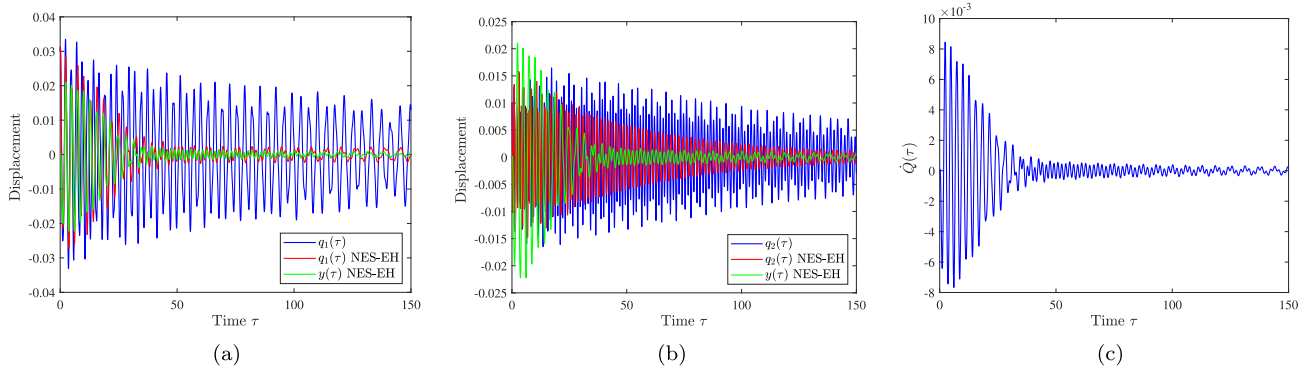 0.04
0.03
0.02
0.01
0
-0.01
-0.02
-0.03
-0.04
Displacement
0
50
100
150
Time τ
q₁(τ)
q₁(τ) NES-EH
y(τ) NES-EH
(a)
0.025
0.02
0.015
0.01
0.005
0
-0.005
-0.01
-0.015
-0.02
-0.025
Displacement
0
50
100
150
Time τ
q₂(τ)
q₂(τ) NES-EH
y(τ) NES-EH
(b)
×10⁻³
10
8
6
4
2
0
-2
-4
-6
-8
Q̇(τ)
0
50
100
150
Time τ
(c)